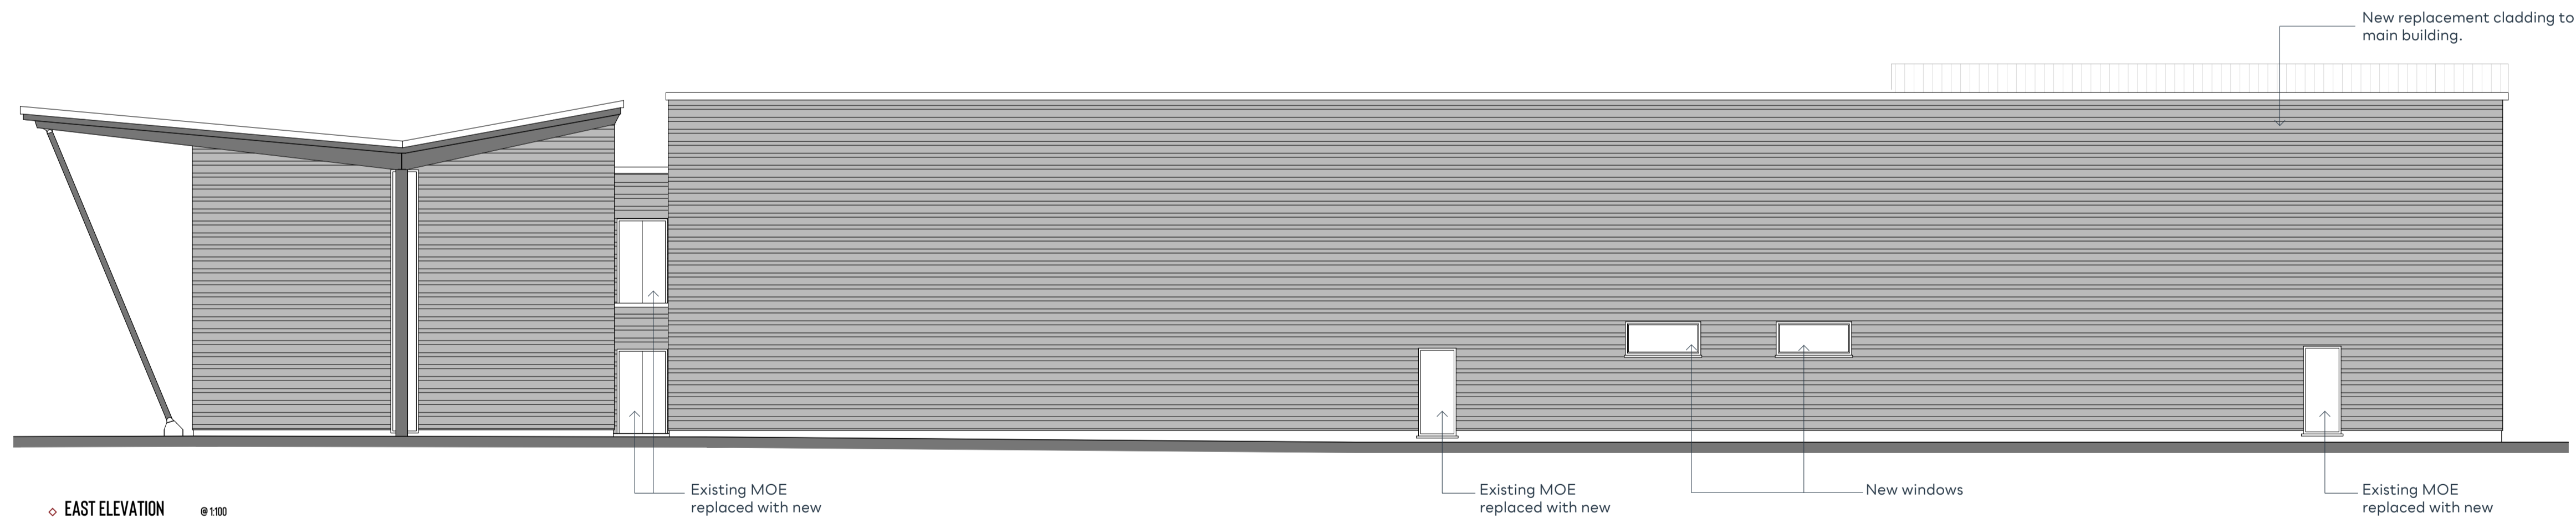 New replacement cladding to
main building.
Existing MOE
replaced with new
Existing MOE
replaced with new
New windows
Existing MOE
replaced with new
EAST ELEVATION @ 1:100